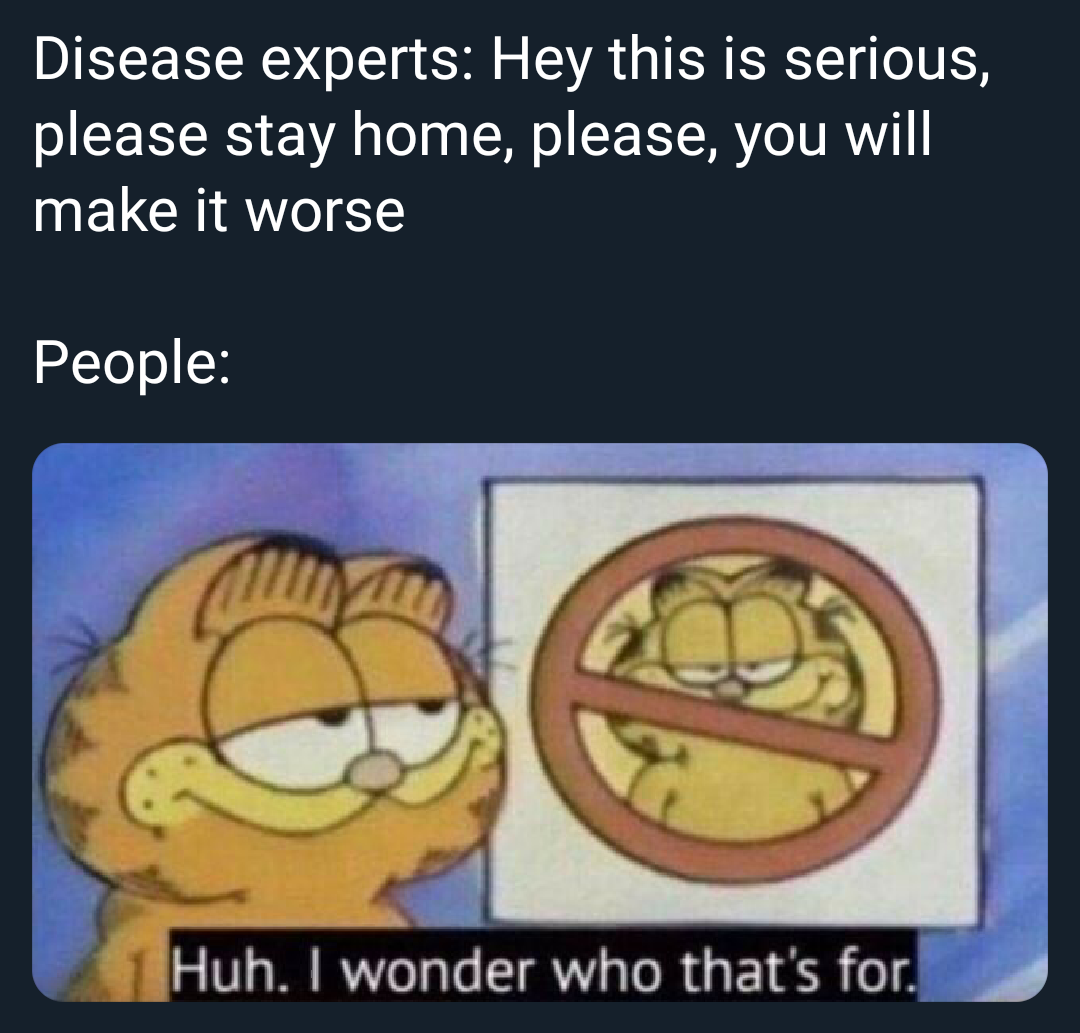 Disease experts: Hey this is serious,
please stay home, please, you will
make it worse
People:
Huh. I wonder who that's for.